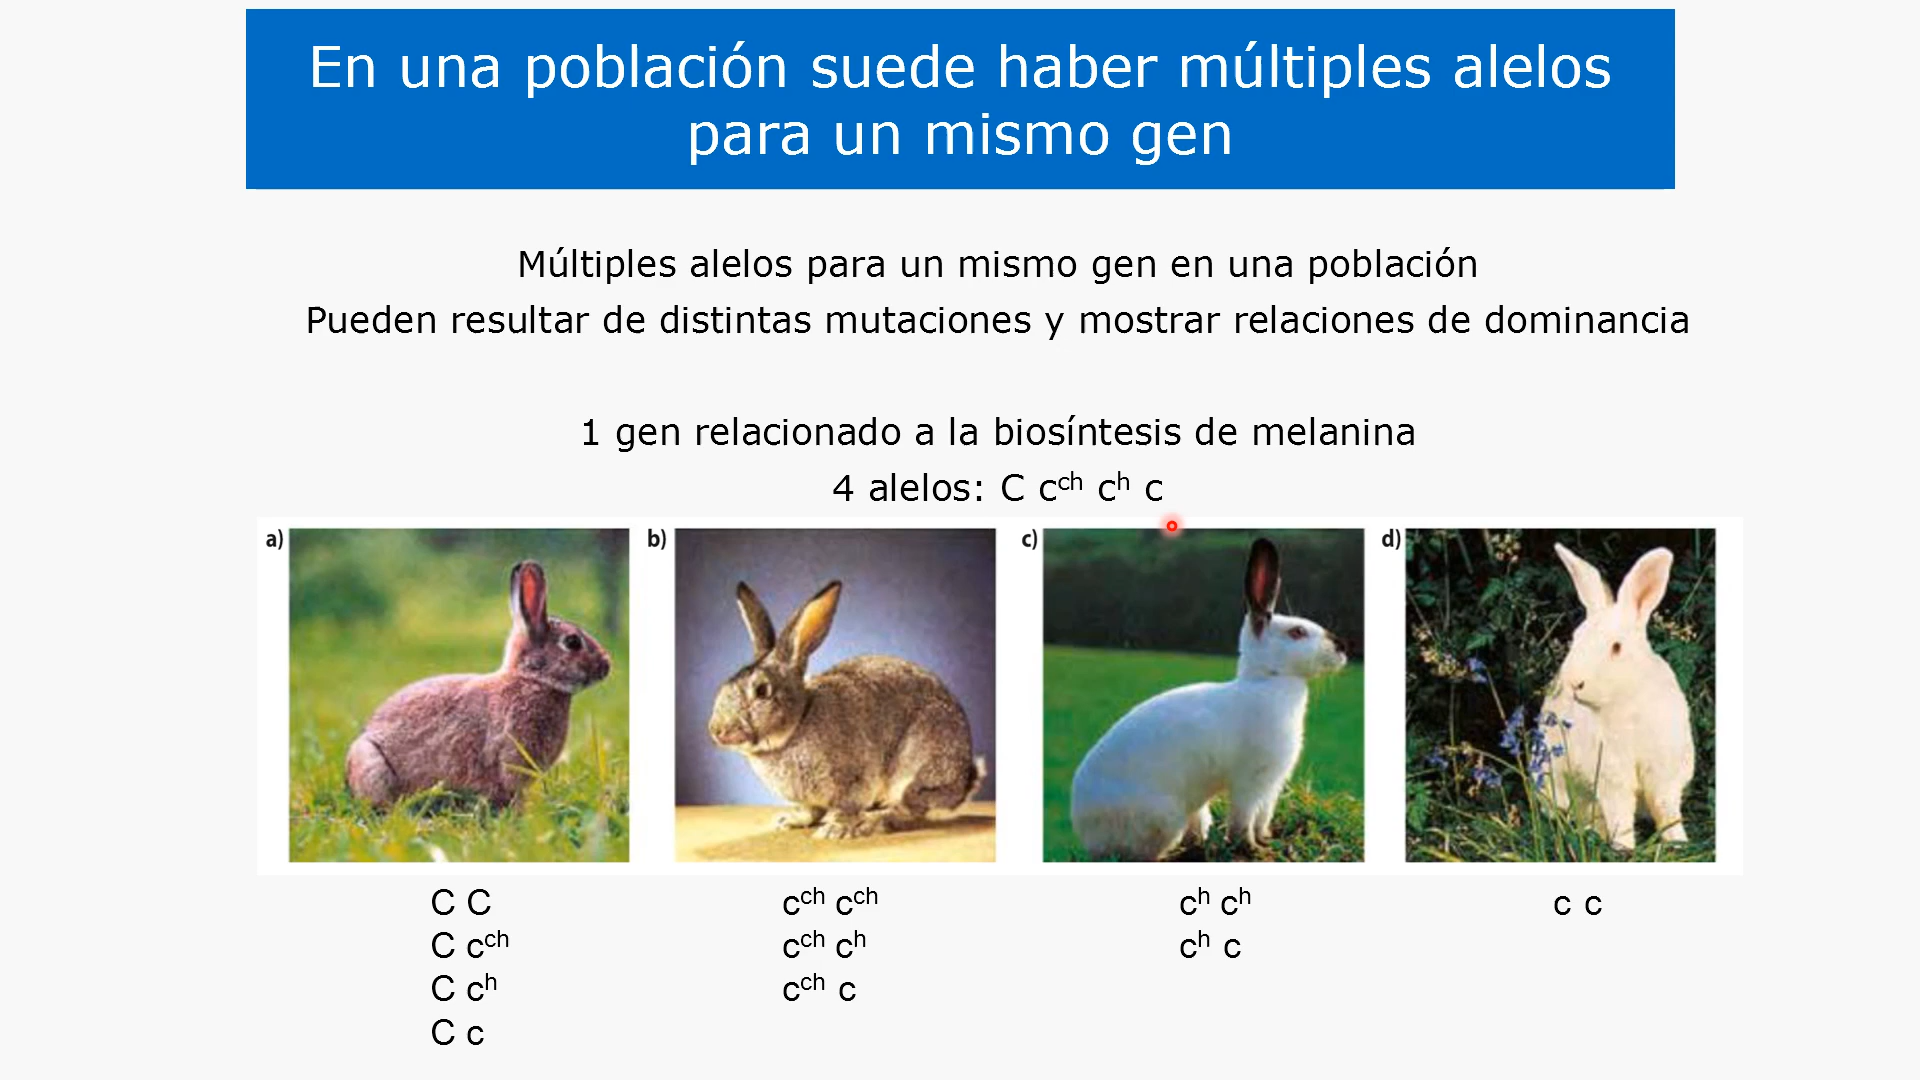 En una población suede haber múltiples alelos
para un mismo gen
Múltiples alelos para un mismo gen en una población
Pueden resultar de distintas mutaciones y mostrar relaciones de dominancia
1 gen relacionado a la biosíntesis de melanina
4 alelos: C cᶜʰ cʰ c
a) b) c) d)
C C
C cᶜʰ
C cʰ
C c
cᶜʰ cᶜʰ
cᶜʰ cʰ
cᶜʰ c
cʰ cʰ
cʰ c
c c